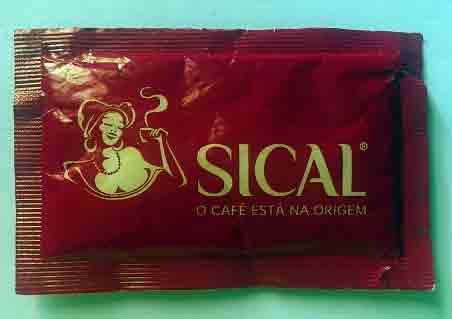 SICAL®
O CAFÉ ESTÁ NA ORIGEM